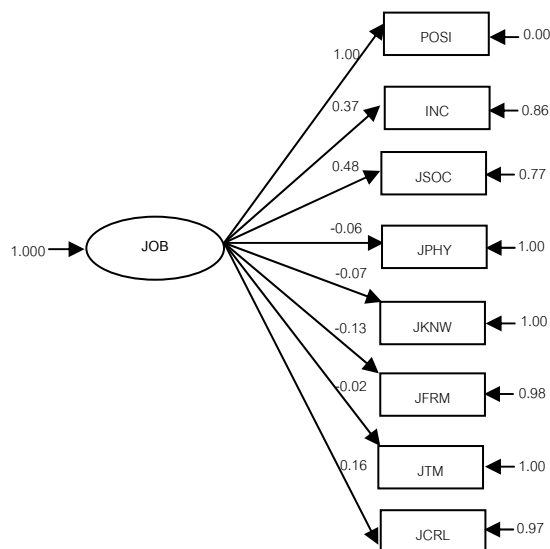 POSI
0.00
1.00
INC
0.86
0.37
JSOC
0.77
0.48
JPHY
1.00
-0.06
1.000
JOB
JKNW
1.00
-0.07
JFRM
0.98
-0.13
JTM
1.00
-0.02
JCRL
0.97
0.16